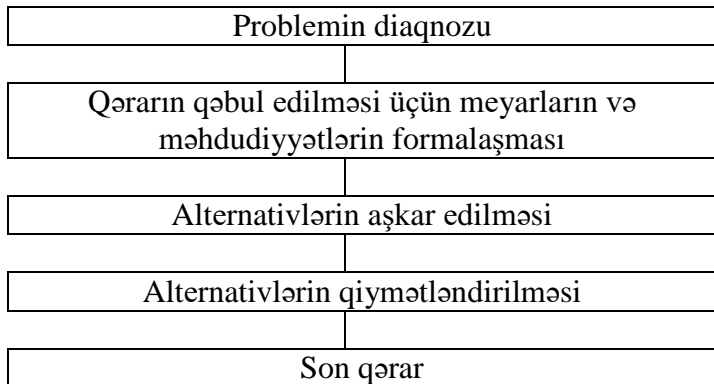 Problemin diaqnozu
Qərarın qəbul edilməsi üçün meyarların və
məhdudiyyətlərin formalaşması
Alternativlərin aşkar edilməsi
Alternativlərin qiymətləndirilməsi
Son qərar